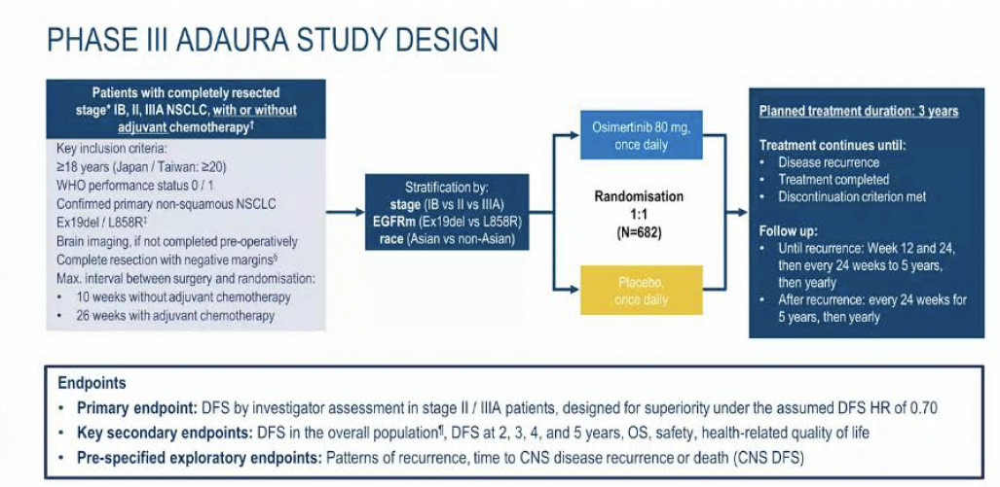 PHASE III ADAURA STUDY DESIGN
Patients with completely resected
stage* IB, II, IIIA NSCLC, with or without
adjuvant chemotherapy†
Key inclusion criteria:
≥18 years (Japan / Taiwan: ≥20)
WHO performance status 0 / 1
Confirmed primary non-squamous NSCLC
Ex19del / L858R‡
Brain imaging, if not completed pre-operatively
Complete resection with negative margins§
Max. interval between surgery and randomisation:
• 10 weeks without adjuvant chemotherapy
• 26 weeks with adjuvant chemotherapy
Stratification by:
stage (IB vs II vs IIIA)
EGFRm (Ex19del vs L858R)
race (Asian vs non-Asian)
Osimertinib 80 mg,
once daily
Randomisation
1:1
(N=682)
Placebo,
once daily
Planned treatment duration: 3 years
Treatment continues until:
• Disease recurrence
• Treatment completed
• Discontinuation criterion met
Follow up:
• Until recurrence: Week 12 and 24,
then every 24 weeks to 5 years,
then yearly
• After recurrence: every 24 weeks for
5 years, then yearly
Endpoints
• Primary endpoint: DFS by investigator assessment in stage II / IIIA patients, designed for superiority under the assumed DFS HR of 0.70
• Key secondary endpoints: DFS in the overall population¶, DFS at 2, 3, 4, and 5 years, OS, safety, health-related quality of life
• Pre-specified exploratory endpoints: Patterns of recurrence, time to CNS disease recurrence or death (CNS DFS)